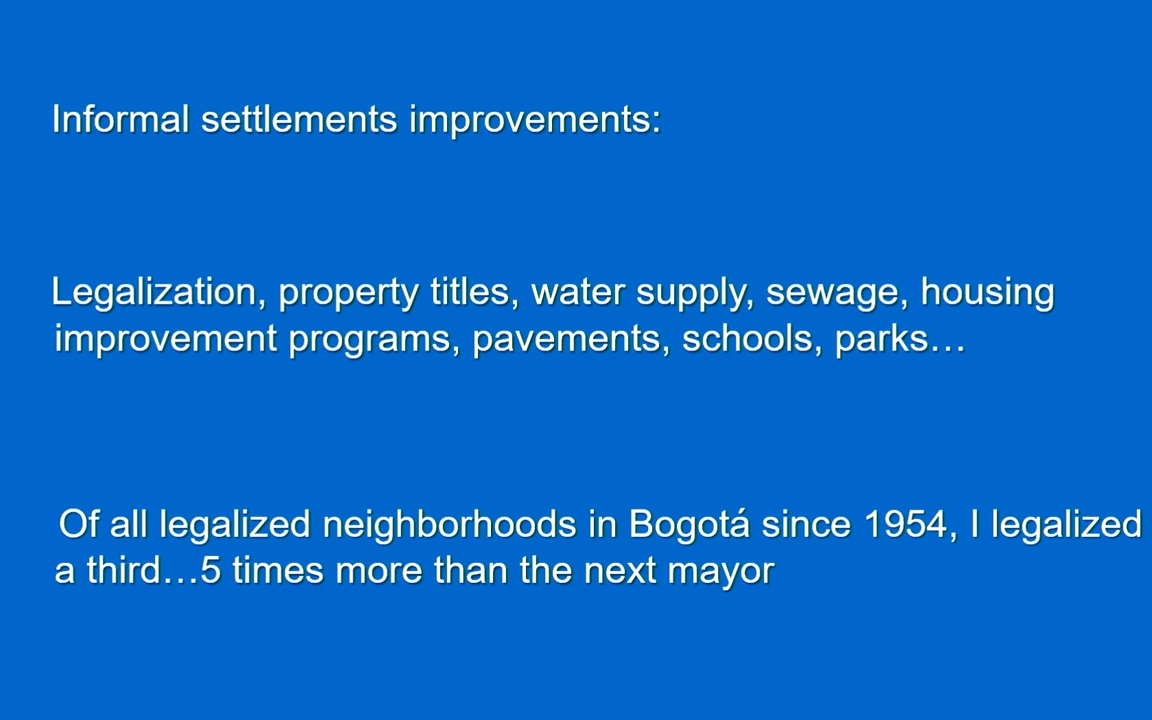 Informal settlements improvements:
Legalization, property titles, water supply, sewage, housing
improvement programs, pavements, schools, parks…
Of all legalized neighborhoods in Bogotá since 1954, I legalized
a third…5 times more than the next mayor